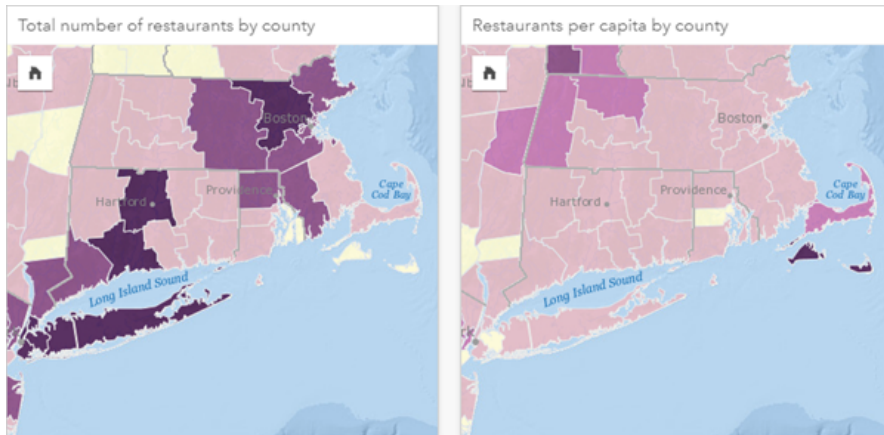 Total number of restaurants by county
Boston
Hartford
Providence
Cape
Cod Bay
Long Island Sound
Restaurants per capita by county
Boston
Hartford
Providence
Cape
Cod Bay
Long Island Sound